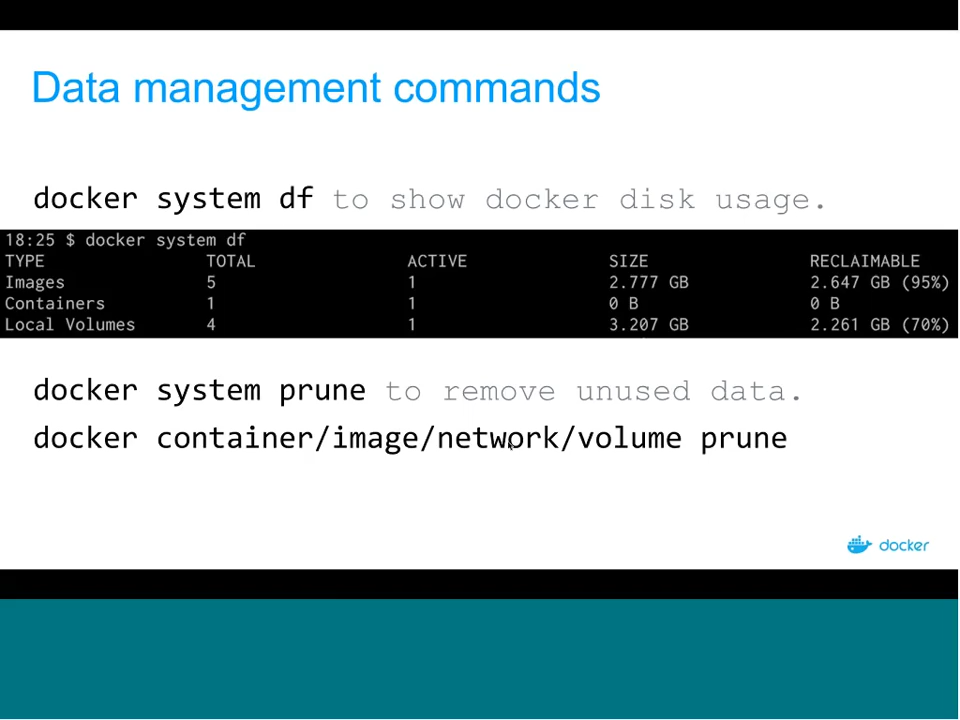 Data management commands
docker system df to show docker disk usage.
18:25 $ docker system df
TYPE TOTAL ACTIVE SIZE RECLAIMABLE
Images 5 1 2.777 GB 2.647 GB (95%)
Containers 1 1 0 B 0 B
Local Volumes 4 1 3.207 GB 2.261 GB (70%)
docker system prune to remove unused data.
docker container/image/network/volume prune
docker